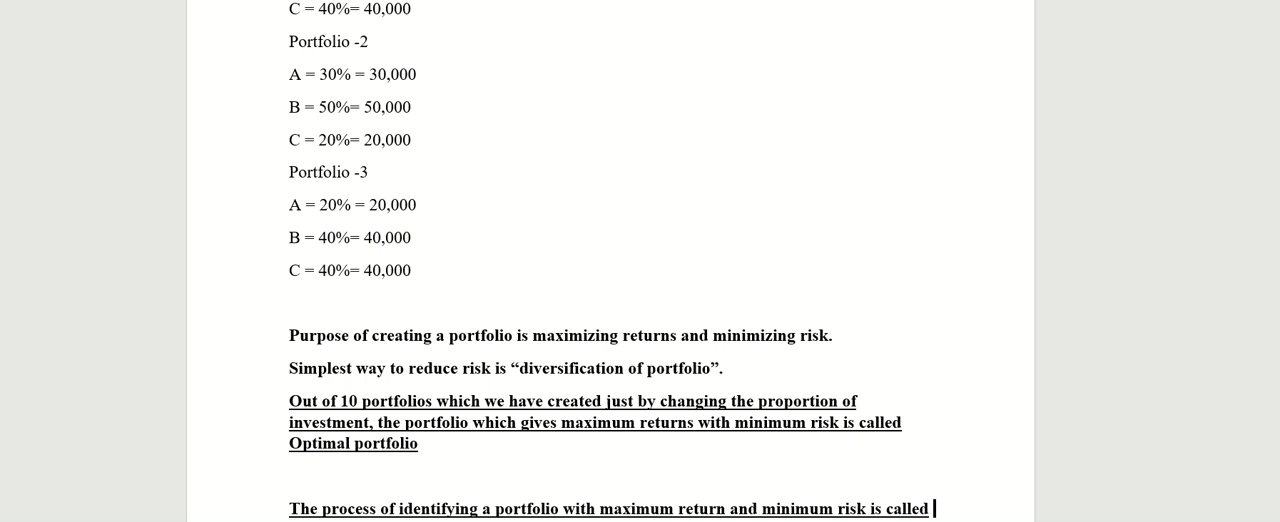 C = 40%= 40,000
Portfolio -2
A = 30% = 30,000
B = 50%= 50,000
C = 20%= 20,000
Portfolio -3
A = 20% = 20,000
B = 40%= 40,000
C = 40%= 40,000
Purpose of creating a portfolio is maximizing returns and minimizing risk.
Simplest way to reduce risk is “diversification of portfolio”.
Out of 10 portfolios which we have created just by changing the proportion of
investment, the portfolio which gives maximum returns with minimum risk is called
Optimal portfolio
The process of identifying a portfolio with maximum return and minimum risk is called